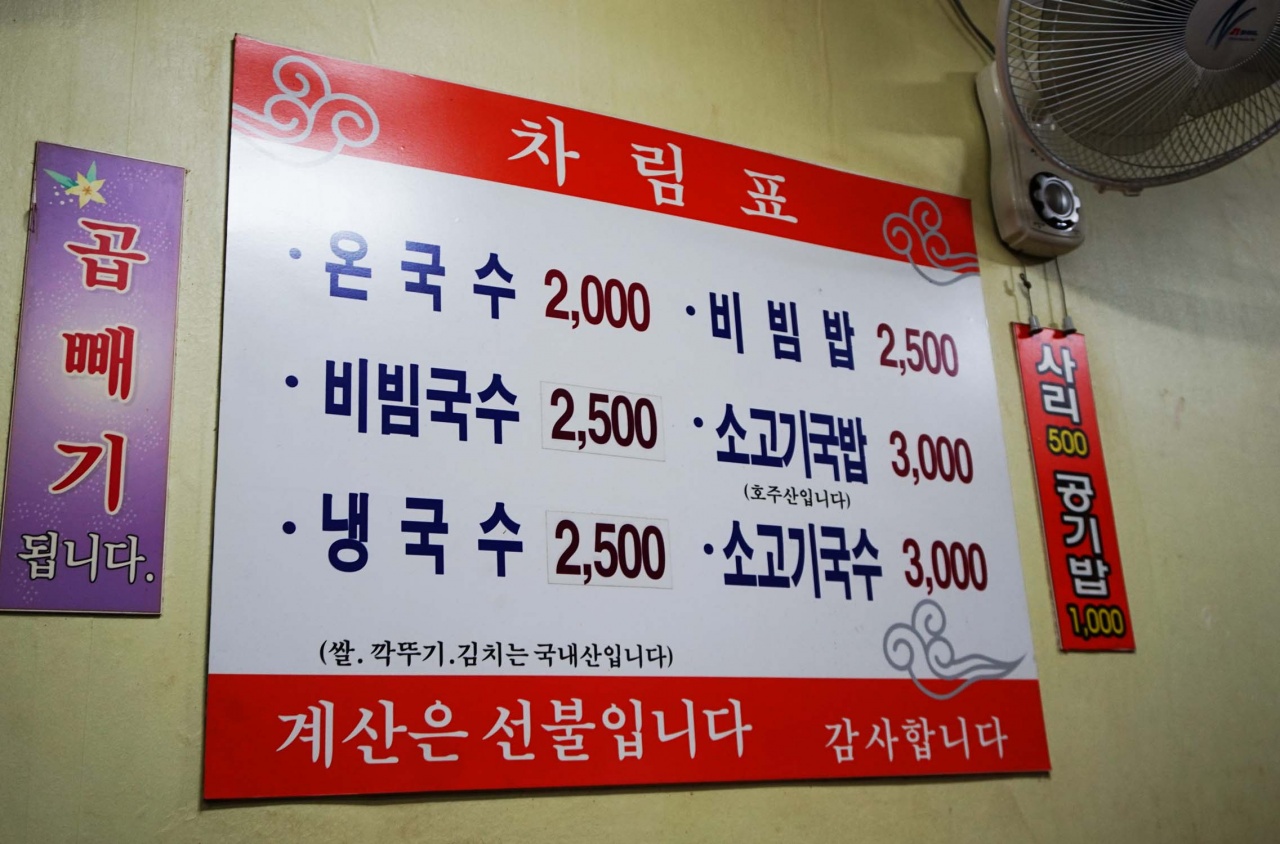 곱
빼
기
됩니다.
차림표
· 온국수 2,000
· 비빔국수 2,500
· 냉국수 2,500
· 비빔밥 2,500
· 소고기국밥 3,000
(호주산입니다)
· 소고기국수 3,000
(쌀. 깍뚜기.김치는 국내산입니다)
계산은 선불입니다 감사합니다
사리
500
공기밥
1,000